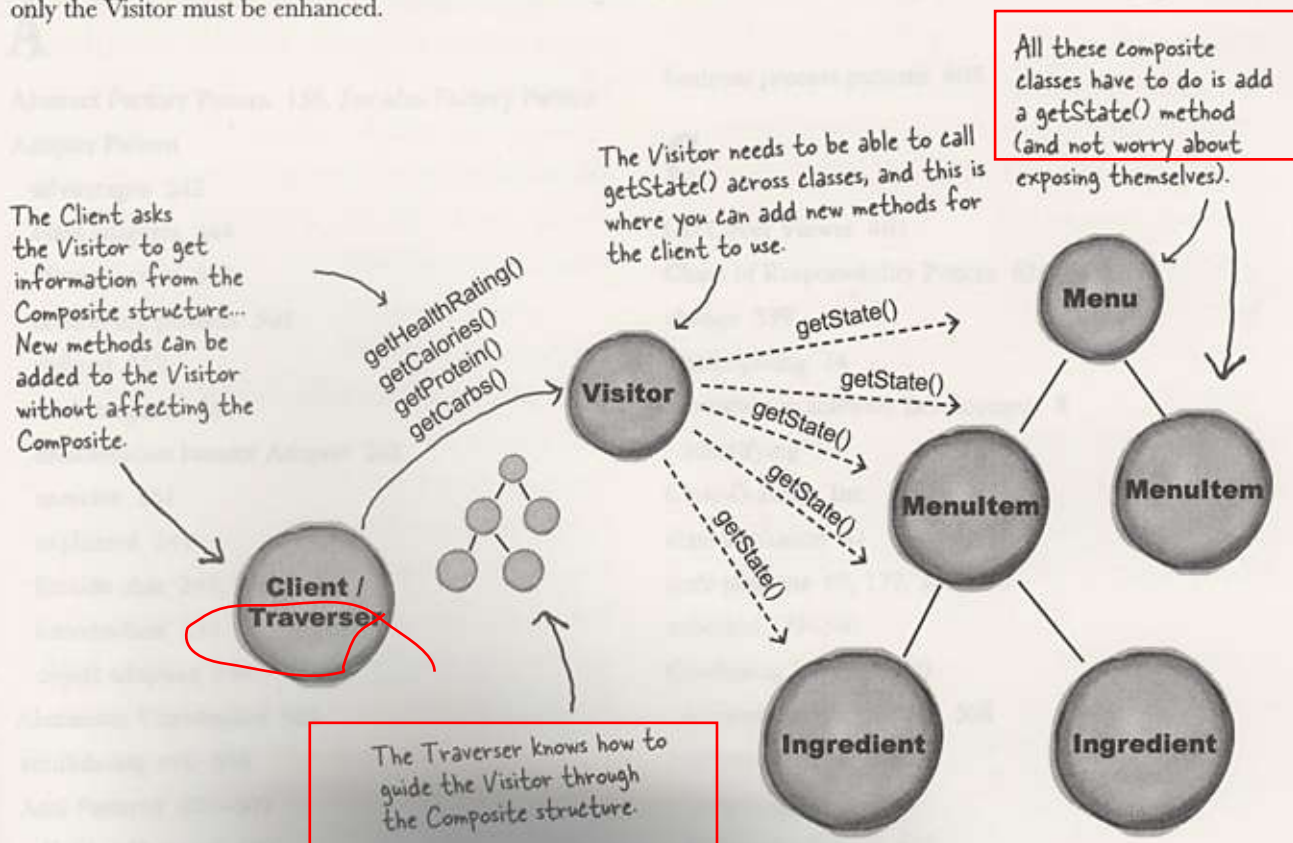 only the Visitor must be enhanced.
All these composite
classes have to do is add
a getState() method
(and not worry about
exposing themselves).
The Visitor needs to be able to call
getState() across classes, and this is
where you can add new methods for
the client to use.
The Client asks
the Visitor to get
information from the
Composite structure...
New methods can be
added to the Visitor
without affecting the
Composite.
getHealthRating()
getCalories()
getProtein()
getCarbs()
Visitor
getState()
getState()
getState()
getState()
getState()
Menu
MenuItem
MenuItem
Client /
Traverser
Ingredient
Ingredient
The Traverser knows how to
guide the Visitor through
the Composite structure.